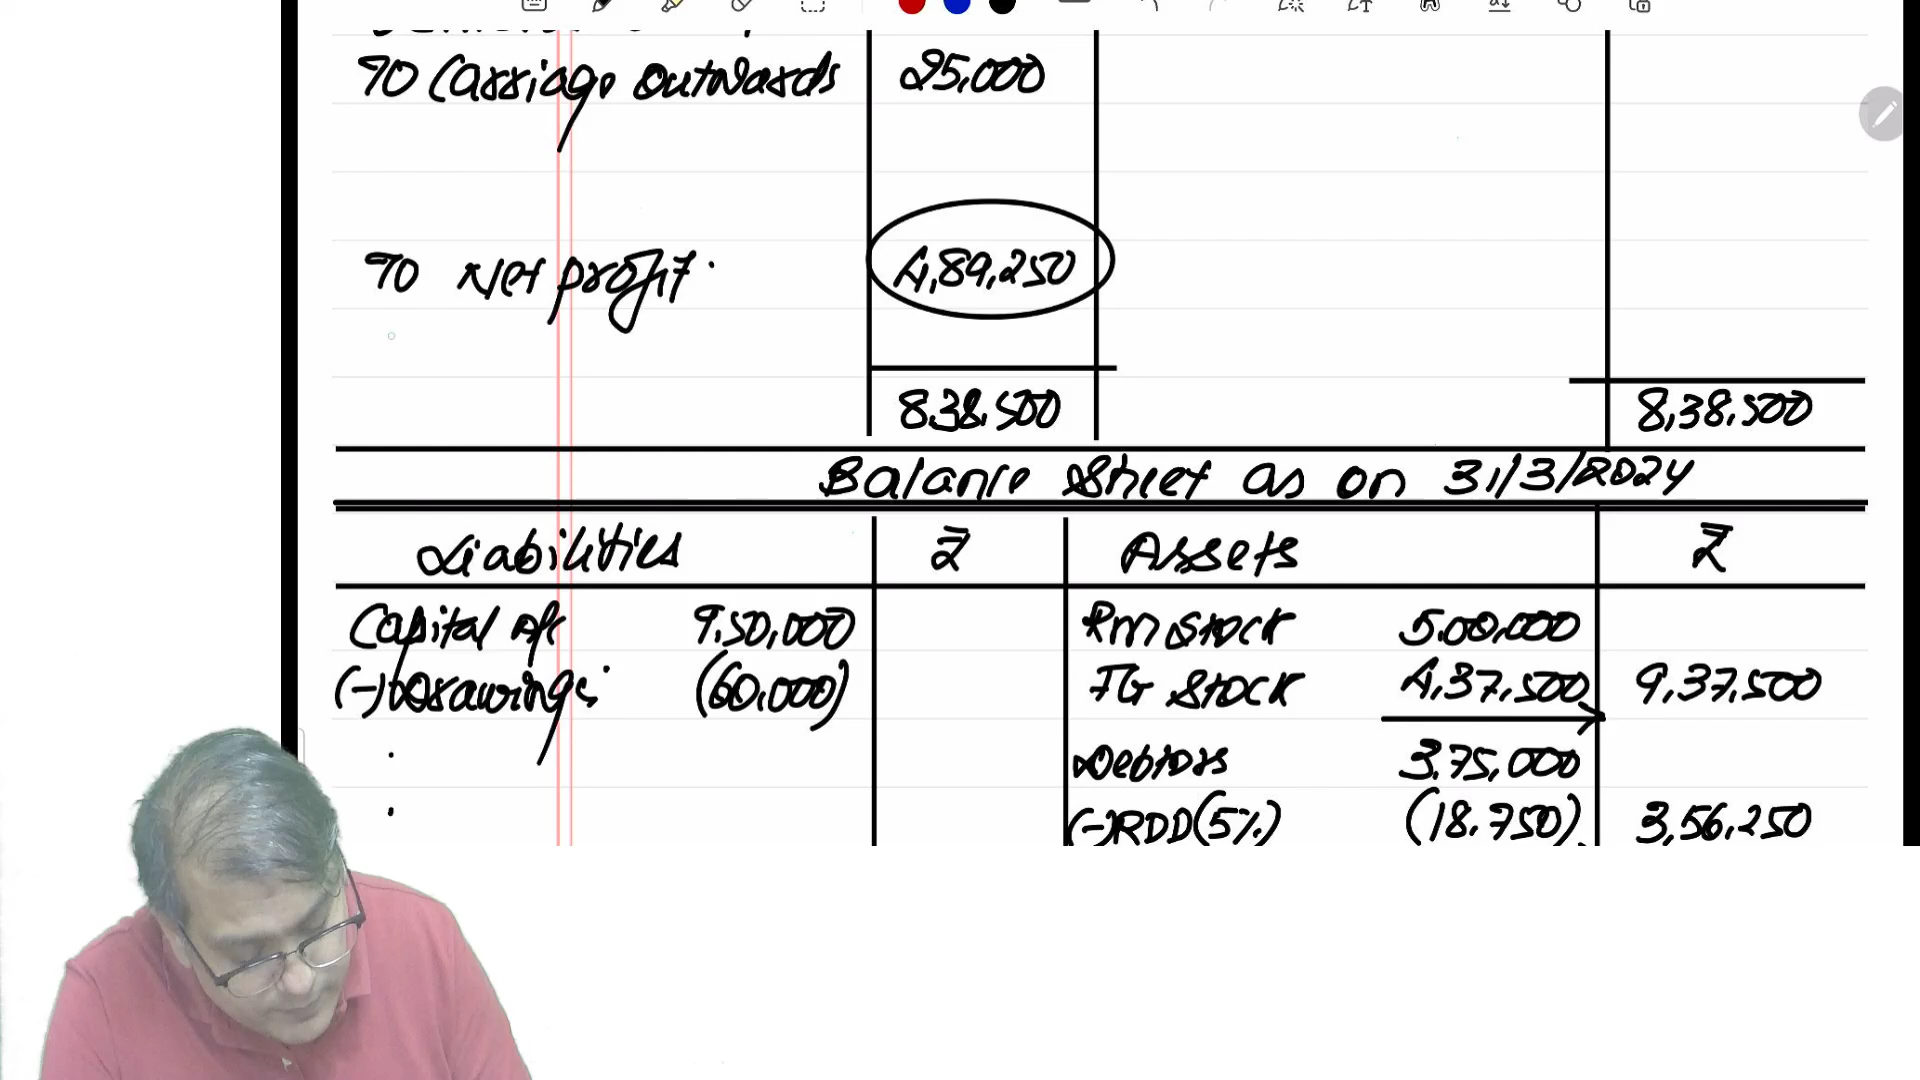 To Carriage outwards 25,000
To Net profit 4,89,250
8,38,500 8,38,500
Balance Sheet as on 31/3/2024
Liabilities ₹ Assets ₹
Capital A/c 9,50,000 Rm Stock 5,00,000
(-) Drawings (60,000) FG Stock 4,37,500 9,37,500
Debtors 3,75,000
(-) RDD (5%) (18,750) 3,56,250